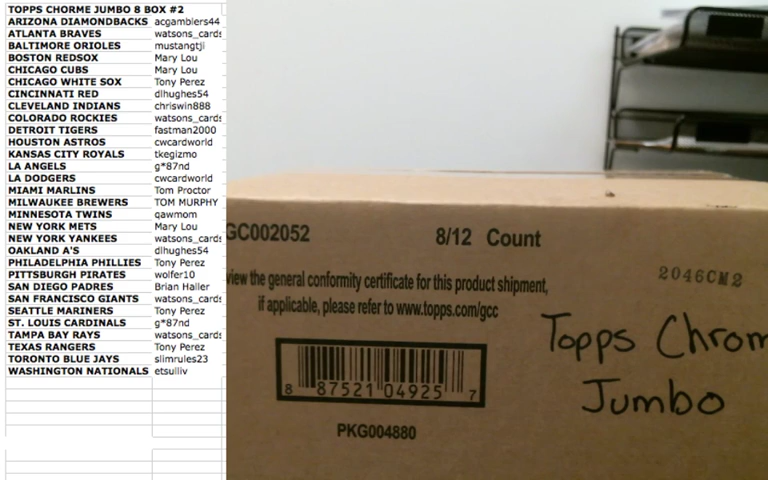 TOPPS CHORME JUMBO 8 BOX #2
ARIZONA DIAMONDBACKS acgamblers44
ATLANTA BRAVES watsons_cards
BALTIMORE ORIOLES mustangtji
BOSTON REDSOX Mary Lou
CHICAGO CUBS Mary Lou
CHICAGO WHITE SOX Tony Perez
CINCINNATI RED dlhughes54
CLEVELAND INDIANS chriswin888
COLORADO ROCKIES watsons_cards
DETROIT TIGERS fastman2000
HOUSTON ASTROS cwcardworld
KANSAS CITY ROYALS tkegizmo
LA ANGELS g*87nd
LA DODGERS cwcardworld
MIAMI MARLINS Tom Proctor
MILWAUKEE BREWERS TOM MURPHY
MINNESOTA TWINS qawmom
NEW YORK METS Mary Lou
NEW YORK YANKEES watsons_cards
OAKLAND A'S dlhughes54
PHILADELPHIA PHILLIES Tony Perez
PITTSBURGH PIRATES wolfer10
SAN DIEGO PADRES Brian Haller
SAN FRANCISCO GIANTS watsons_cards
SEATTLE MARINERS Tony Perez
ST. LOUIS CARDINALS g*87nd
TAMPA BAY RAYS watsons_cards
TEXAS RANGERS Tony Perez
TORONTO BLUE JAYS slimrules23
WASHINGTON NATIONALS etsulliv
GC002052 8/12 Count
view the general conformity certificate for this product shipment,
if applicable, please refer to www.topps.com/gcc
2046CM2
Topps Chrom
Jumbo
8 87521 04925 7
PKG004880